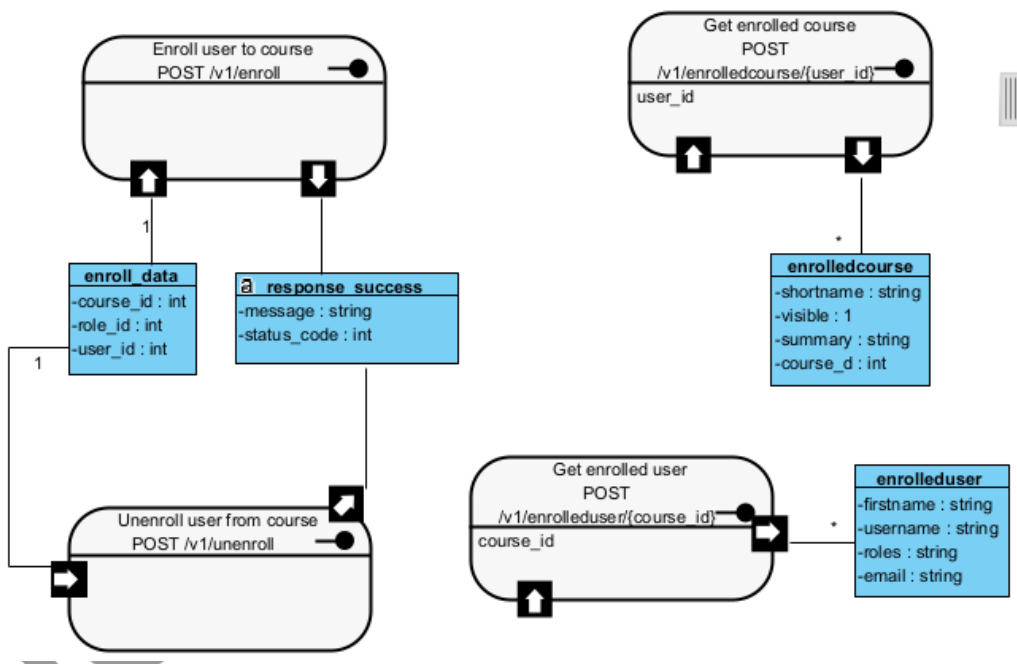 Enroll user to course
POST /v1/enroll
1
enroll_data
-course_id : int
-role_id : int
-user_id : int
1
a response_success
-message : string
-status_code : int
Unenroll user from course
POST /v1/unenroll
Get enrolled course
POST
/v1/enrolledcourse/{user_id}
user_id
*
enrolledcourse
-shortname : string
-visible : 1
-summary : string
-course_d : int
Get enrolled user
POST
/v1/enrolleduser/{course_id}
course_id
*
enrolleduser
-firstname : string
-username : string
-roles : string
-email : string